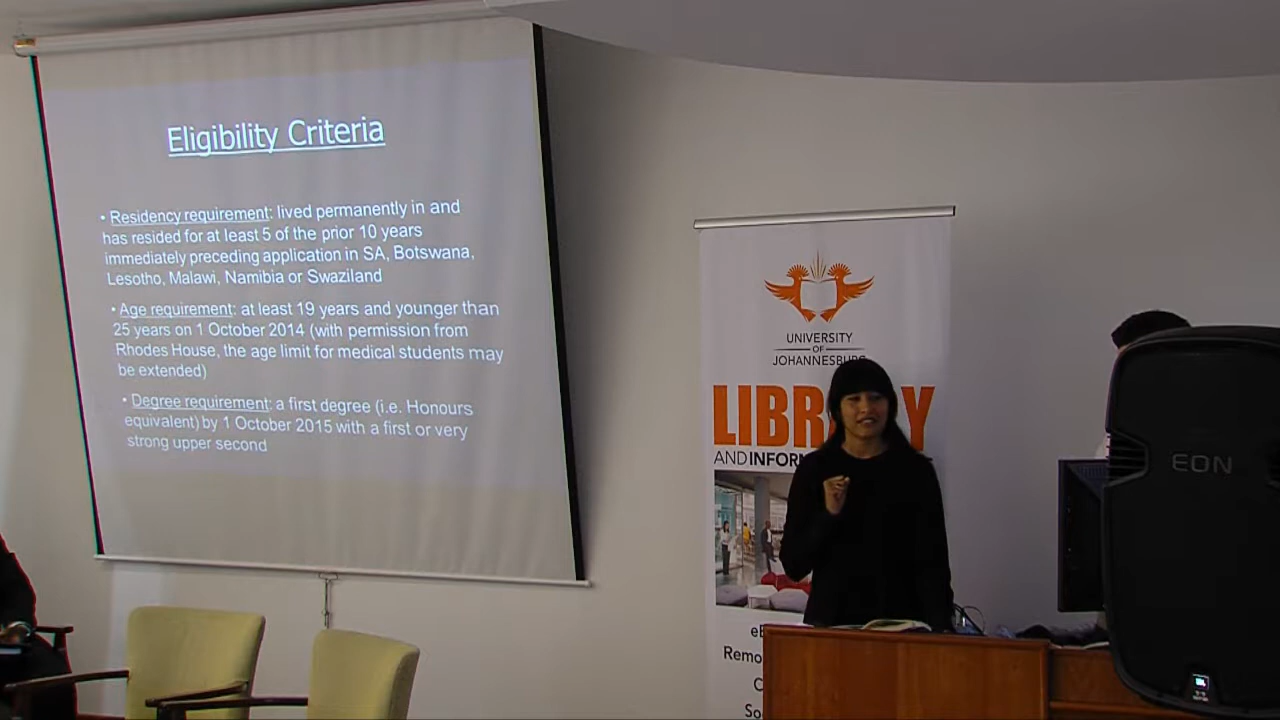 Eligibility Criteria
• Residency requirement: lived permanently in and
has resided for at least 5 of the prior 10 years
immediately preceding application in SA, Botswana,
Lesotho, Malawi, Namibia or Swaziland
• Age requirement: at least 19 years and younger than
25 years on 1 October 2014 (with permission from
Rhodes House, the age limit for medical students may
be extended)
• Degree requirement: a first degree (i.e. Honours
equivalent) by 1 October 2015 with a first or very
strong upper second
UNIVERSITY
OF
JOHANNESBURG
LIBRARY
AND INFOR
Remo
So
EON